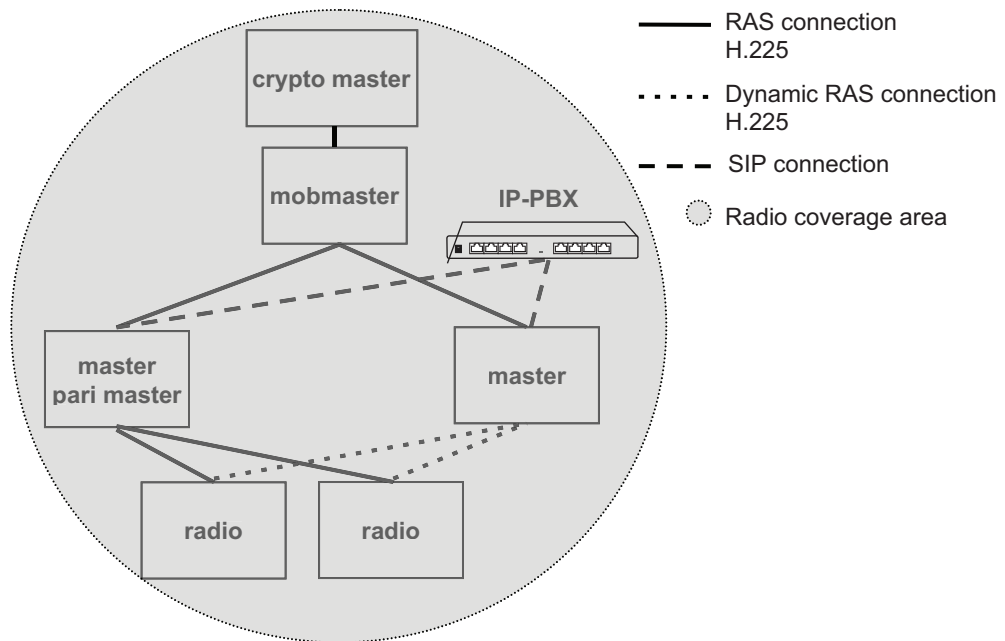 crypto master
mobmaster
IP-PBX
master
pari master
master
radio
radio
RAS connection
H.225
Dynamic RAS connection
H.225
SIP connection
Radio coverage area